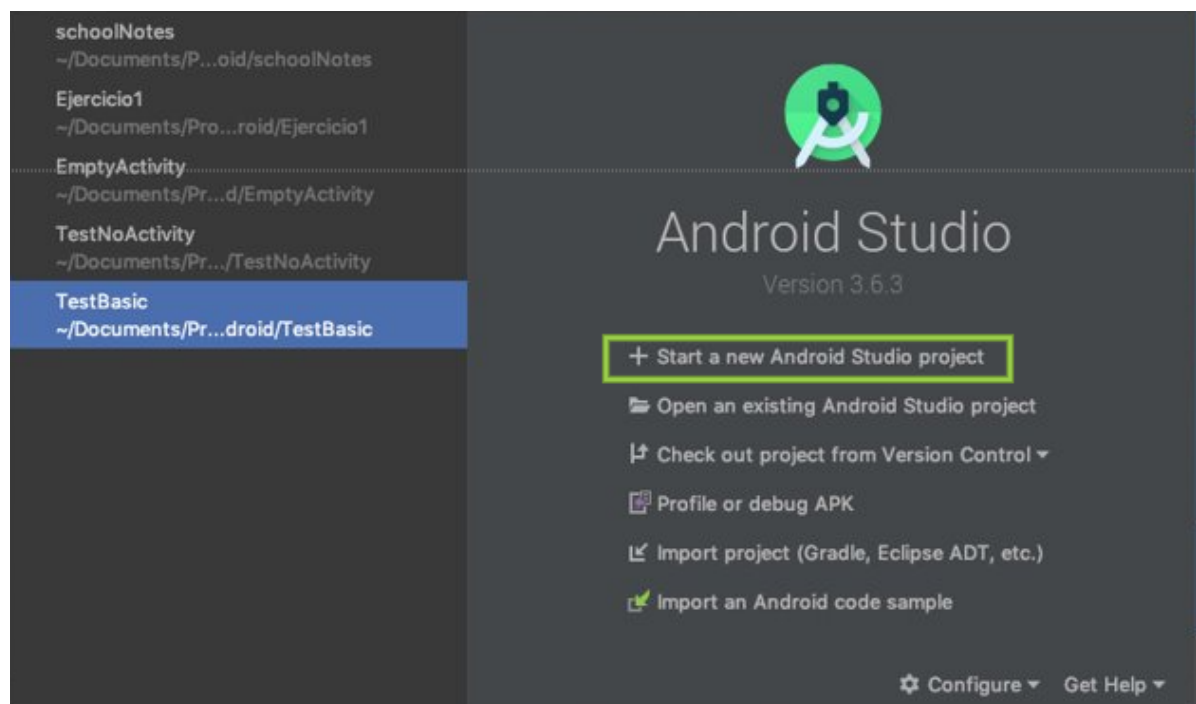 schoolNotes
~/Documents/P...oid/schoolNotes
Ejercicio1
~/Documents/Pro...roid/Ejercicio1
EmptyActivity
~/Documents/Pr...d/EmptyActivity
TestNoActivity
~/Documents/Pr.../TestNoActivity
TestBasic
~/Documents/Pr...droid/TestBasic
Android Studio
Version 3.6.3
Start a new Android Studio project
Open an existing Android Studio project
Check out project from Version Control
Profile or debug APK
Import project (Gradle, Eclipse ADT, etc.)
Import an Android code sample
Configure Get Help